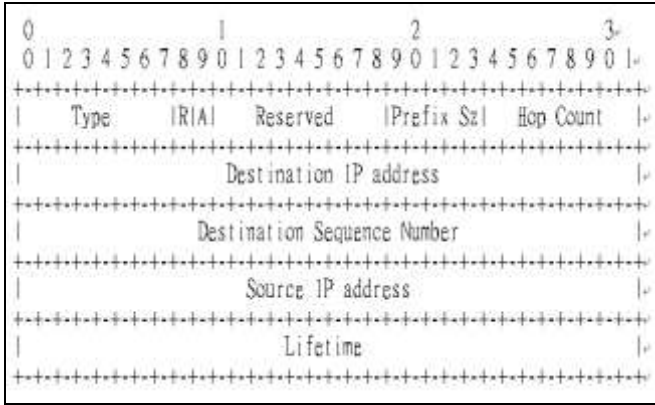 0 1 2 3
0 1 2 3 4 5 6 7 8 9 0 1 2 3 4 5 6 7 8 9 0 1 2 3 4 5 6 7 8 9 0 1
+-+-+-+-+-+-+-+-+-+-+-+-+-+-+-+-+-+-+-+-+-+-+-+-+-+-+-+-+-+-+-+-+
| Type |R|A| Reserved |Prefix Sz| Hop Count |
+-+-+-+-+-+-+-+-+-+-+-+-+-+-+-+-+-+-+-+-+-+-+-+-+-+-+-+-+-+-+-+-+
| Destination IP address |
+-+-+-+-+-+-+-+-+-+-+-+-+-+-+-+-+-+-+-+-+-+-+-+-+-+-+-+-+-+-+-+-+
| Destination Sequence Number |
+-+-+-+-+-+-+-+-+-+-+-+-+-+-+-+-+-+-+-+-+-+-+-+-+-+-+-+-+-+-+-+-+
| Source IP address |
+-+-+-+-+-+-+-+-+-+-+-+-+-+-+-+-+-+-+-+-+-+-+-+-+-+-+-+-+-+-+-+-+
| Lifetime |
+-+-+-+-+-+-+-+-+-+-+-+-+-+-+-+-+-+-+-+-+-+-+-+-+-+-+-+-+-+-+-+-+